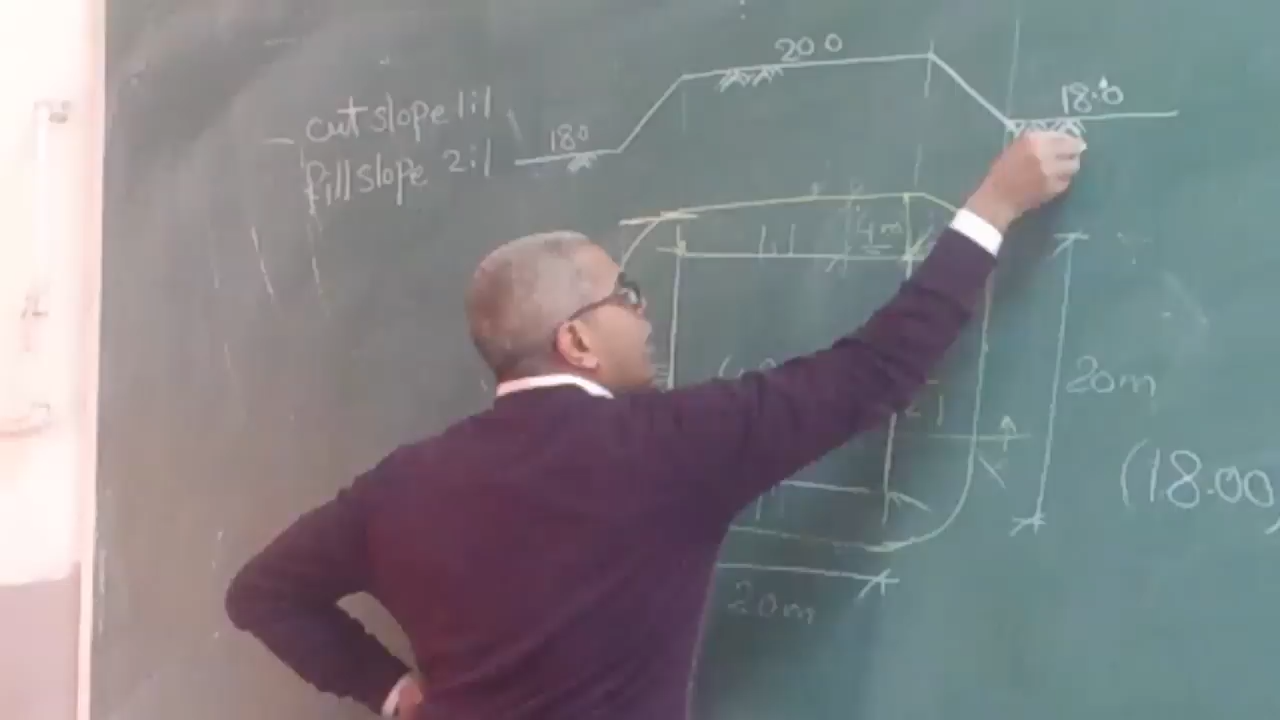 cut slope 1:1
fill slope 2:1
18.0
20.0
18.0
4m
20m
(18.00)
20m